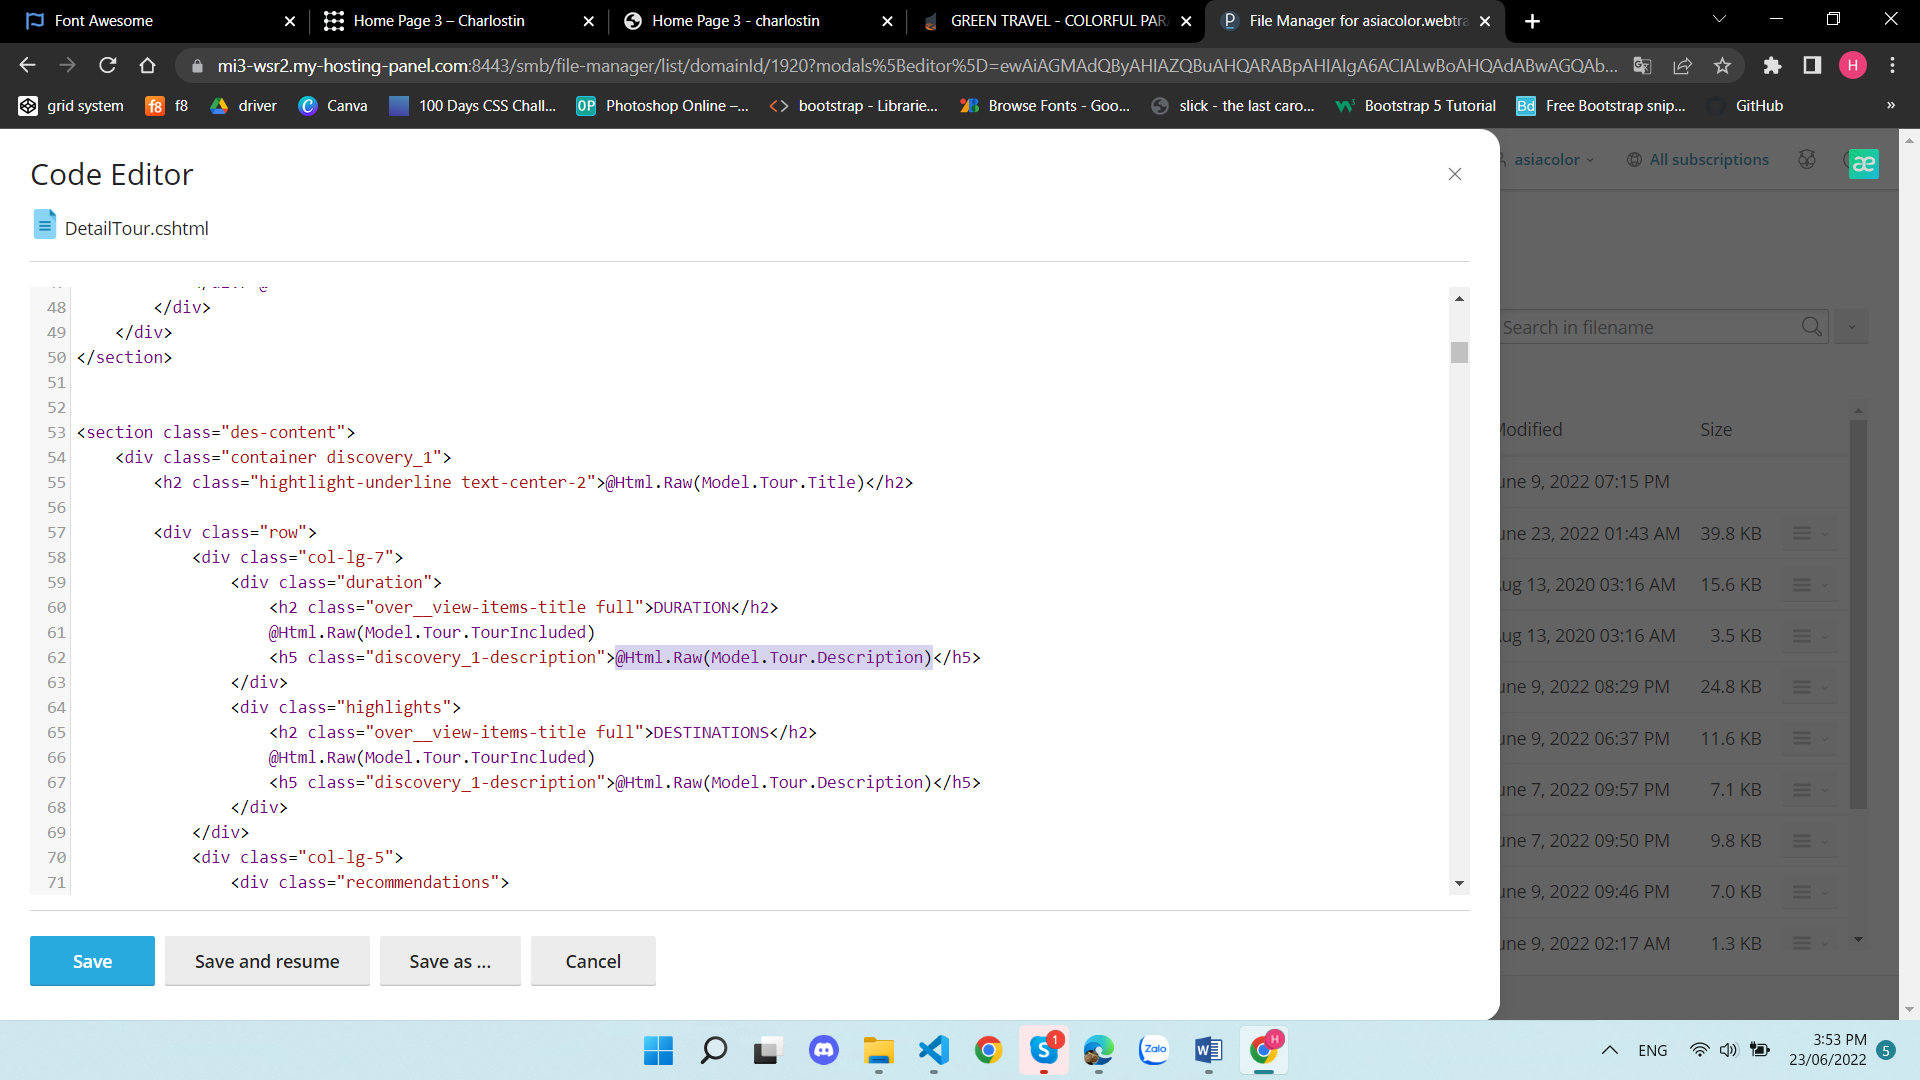 Font Awesome
Home Page 3 – Charlostin
Home Page 3 - charlostin
GREEN TRAVEL - COLORFUL PAR
File Manager for asiacolor.webtra
mi3-wsr2.my-hosting-panel.com:8443/smb/file-manager/list/domainId/1920?modals%5Beditor%5D=ewAiAGMAdQByAHIAZQBuAHQARABpAHIAIgA6ACIALwBoAHQAdABwAGQAb...
H
grid system
f8 f8
driver
Canva
100 Days CSS Chall...
OP Photoshop Online –...
bootstrap - Librarie...
Browse Fonts - Goo...
slick - the last caro...
Bootstrap 5 Tutorial
Bd Free Bootstrap snip...
GitHub
»
Code Editor
asiacolor
All subscriptions
æ
DetailTour.cshtml
48 </div>
49 </div>
50 </section>
51
52
53 <section class="des-content">
54 <div class="container discovery_1">
55 <h2 class="hightlight-underline text-center-2">@Html.Raw(Model.Tour.Title)</h2>
56
57 <div class="row">
58 <div class="col-lg-7">
59 <div class="duration">
60 <h2 class="over__view-items-title full">DURATION</h2>
61 @Html.Raw(Model.Tour.TourIncluded)
62 <h5 class="discovery_1-description">@Html.Raw(Model.Tour.Description)</h5>
63 </div>
64 <div class="highlights">
65 <h2 class="over__view-items-title full">DESTINATIONS</h2>
66 @Html.Raw(Model.Tour.TourIncluded)
67 <h5 class="discovery_1-description">@Html.Raw(Model.Tour.Description)</h5>
68 </div>
69 </div>
70 <div class="col-lg-5">
71 <div class="recommendations">
Search in filename
Modified Size
une 9, 2022 07:15 PM
une 23, 2022 01:43 AM 39.8 KB
ug 13, 2020 03:16 AM 15.6 KB
ug 13, 2020 03:16 AM 3.5 KB
une 9, 2022 08:29 PM 24.8 KB
une 9, 2022 06:37 PM 11.6 KB
une 7, 2022 09:57 PM 7.1 KB
une 7, 2022 09:50 PM 9.8 KB
une 9, 2022 09:46 PM 7.0 KB
une 9, 2022 02:17 AM 1.3 KB
Save
Save and resume
Save as ...
Cancel
1
Zalo
H
ENG
3:53 PM
23/06/2022
5